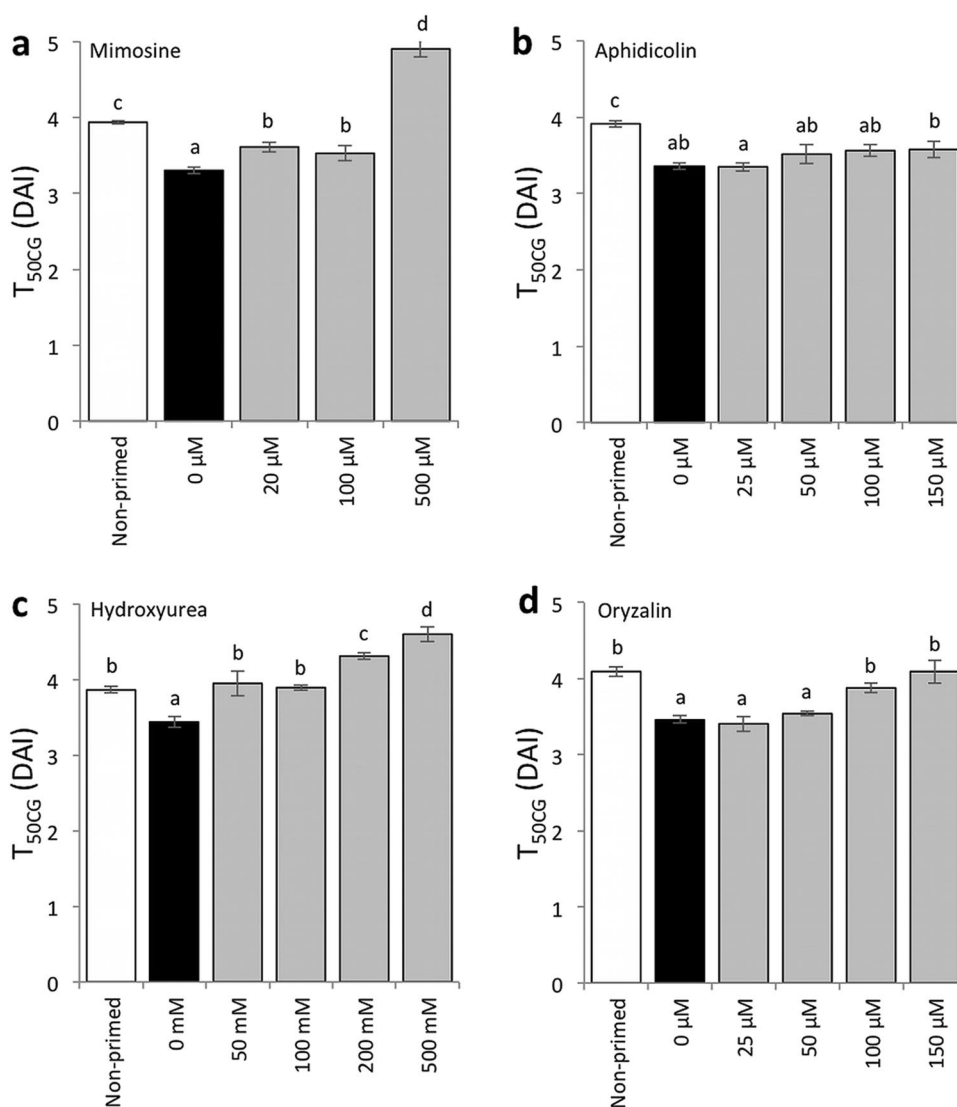 a
Mimosine
T50CG (DAI)
5
4
3
2
1
0
c
a
b
b
d
Non-primed
0 µM
20 µM
100 µM
500 µM
b
Aphidicolin
T50CG (DAI)
5
4
3
2
1
0
c
ab
a
ab
ab
b
Non-primed
0 µM
25 µM
50 µM
100 µM
150 µM
c
Hydroxyurea
T50CG (DAI)
5
4
3
2
1
0
b
a
b
b
c
d
Non-primed
0 mM
50 mM
100 mM
200 mM
500 mM
d
Oryzalin
T50CG (DAI)
5
4
3
2
1
0
b
a
a
a
b
b
Non-primed
0 µM
25 µM
50 µM
100 µM
150 µM